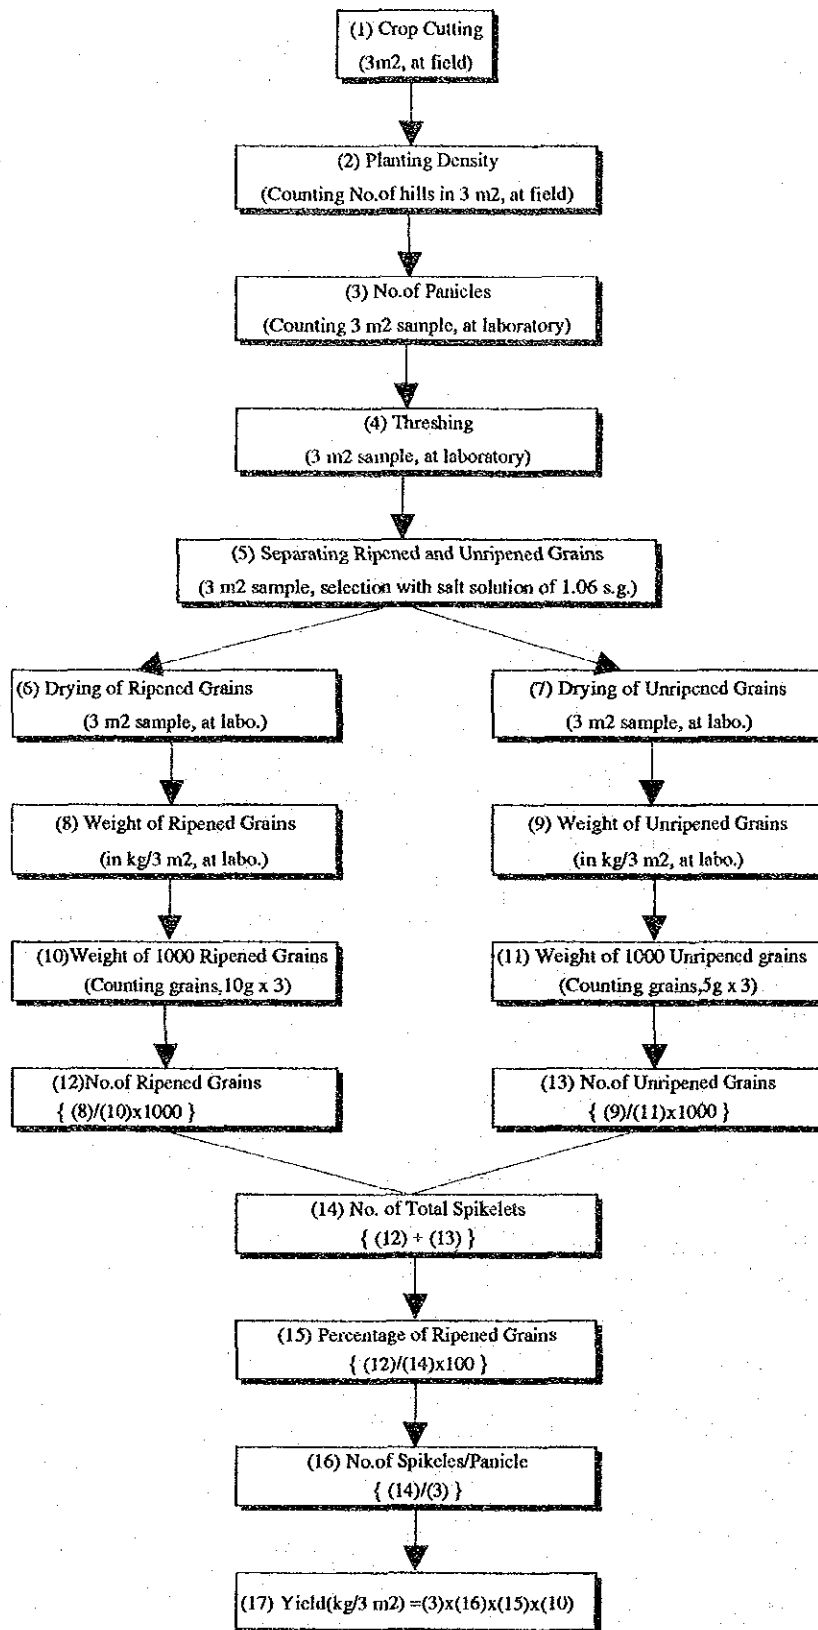 (1) Crop Cutting
(3m2, at field)
(2) Planting Density
(Counting No.of hills in 3 m2, at field)
(3) No.of Panicles
(Counting 3 m2 sample, at laboratory)
(4) Threshing
(3 m2 sample, at laboratory)
(5) Separating Ripened and Unripened Grains
(3 m2 sample, selection with salt solution of 1.06 s.g.)
(6) Drying of Ripened Grains
(3 m2 sample, at labo.)
(7) Drying of Unripened Grains
(3 m2 sample, at labo.)
(8) Weight of Ripened Grains
(in kg/3 m2, at labo.)
(9) Weight of Unripened Grains
(in kg/3 m2, at labo.)
(10)Weight of 1000 Ripened Grains
(Counting grains,10g x 3)
(11) Weight of 1000 Unripened grains
(Counting grains,5g x 3)
(12)No.of Ripened Grains
{ (8)/(10)x1000 }
(13) No.of Unripened Grains
{ (9)/(11)x1000 }
(14) No. of Total Spikelets
{ (12) + (13) }
(15) Percentage of Ripened Grains
{ (12)/(14)x100 }
(16) No.of Spikeles/Panicle
{ (14)/(3) }
(17) Yield(kg/3 m2) =(3)x(16)x(15)x(10)